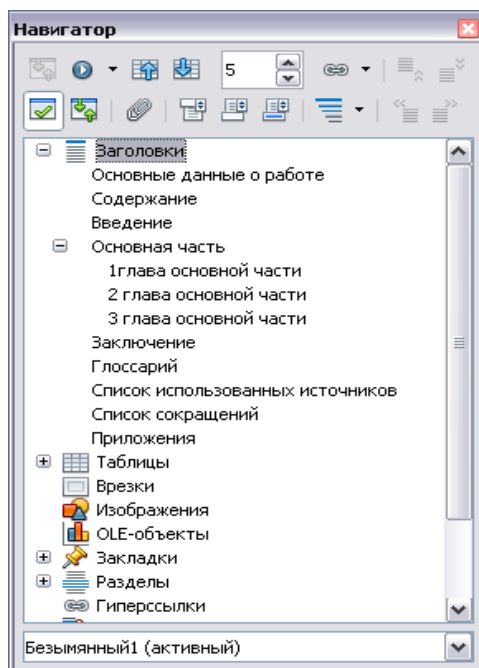 Навигатор
5
Заголовки
Основные данные о работе
Содержание
Введение
Основная часть
1глава основной части
2 глава основной части
3 глава основной части
Заключение
Глоссарий
Список использованных источников
Список сокращений
Приложения
Таблицы
Врезки
Изображения
OLE-объекты
Закладки
Разделы
Гиперссылки
Безымянный1 (активный)